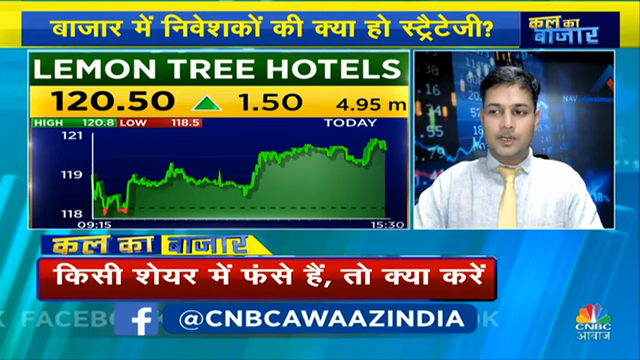 बाजार में निवेशकों की क्या हो स्ट्रैटेजी?
कल का
बाजार
LEMON TREE HOTELS
120.50 1.50 4.95 m
HIGH 120.8 LOW 118.5 TODAY
121
119
118
09:15 15:30
कल का बाजार
किसी शेयर में फंसे हैं, तो क्या करें
FACEBOOK
@CNBCAWAAZINDIA
CNBC
आवाज़